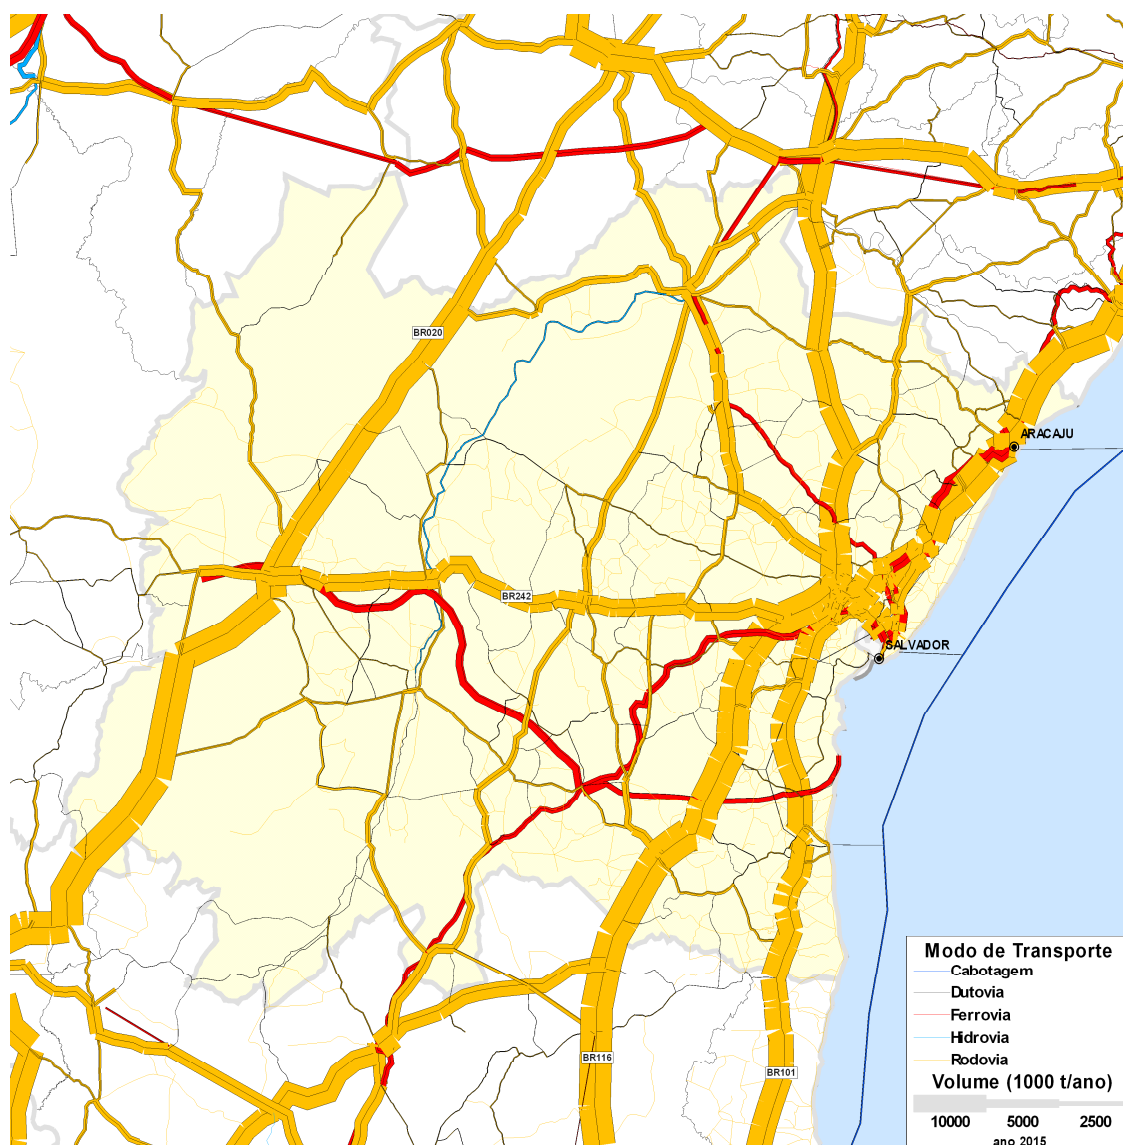 BR020
ARACAJU
BR242
SALVADOR
BR116
BR101
Modo de Transporte
Cabotagem
Dutovia
Ferrovia
Hidrovia
Rodovia
Volume (1000 t/ano)
10000 5000 2500
ano 2015